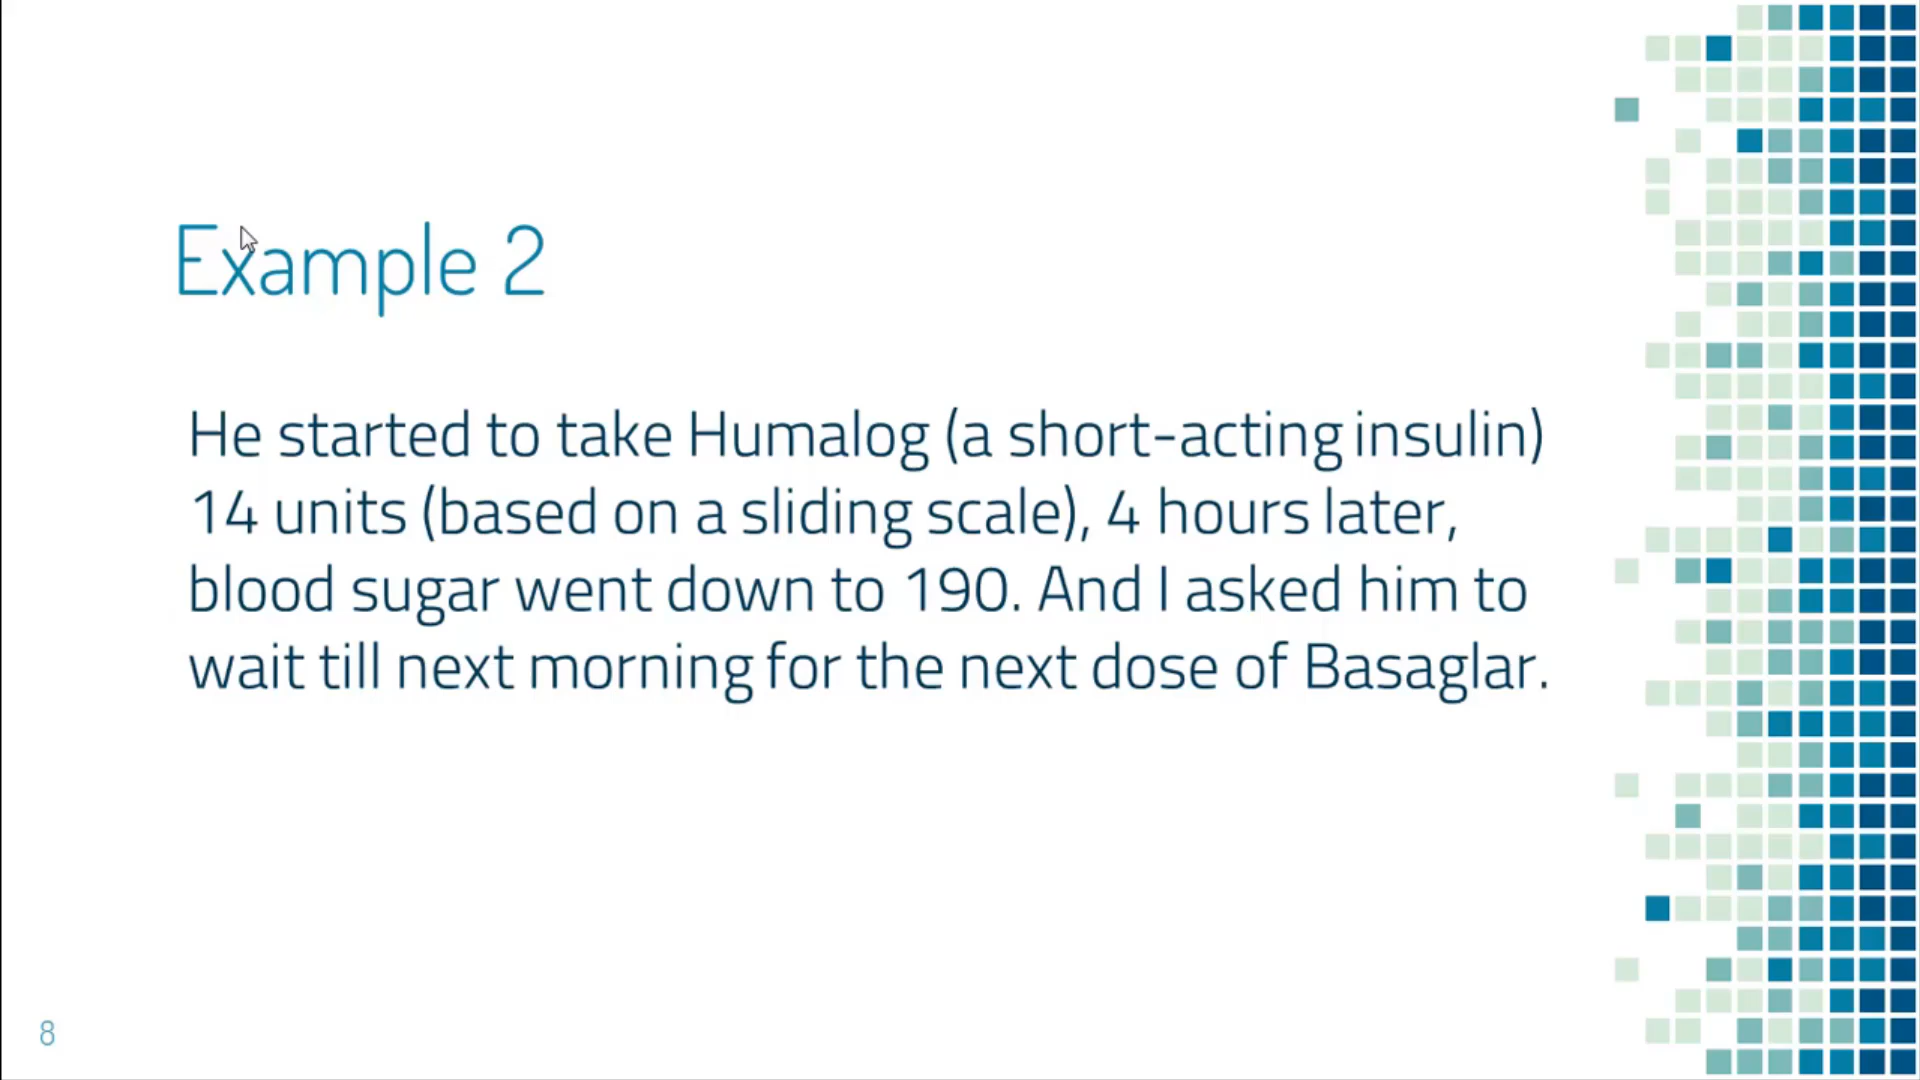 Example 2
He started to take Humalog (a short-acting insulin)
14 units (based on a sliding scale), 4 hours later,
blood sugar went down to 190. And I asked him to
wait till next morning for the next dose of Basaglar.
8